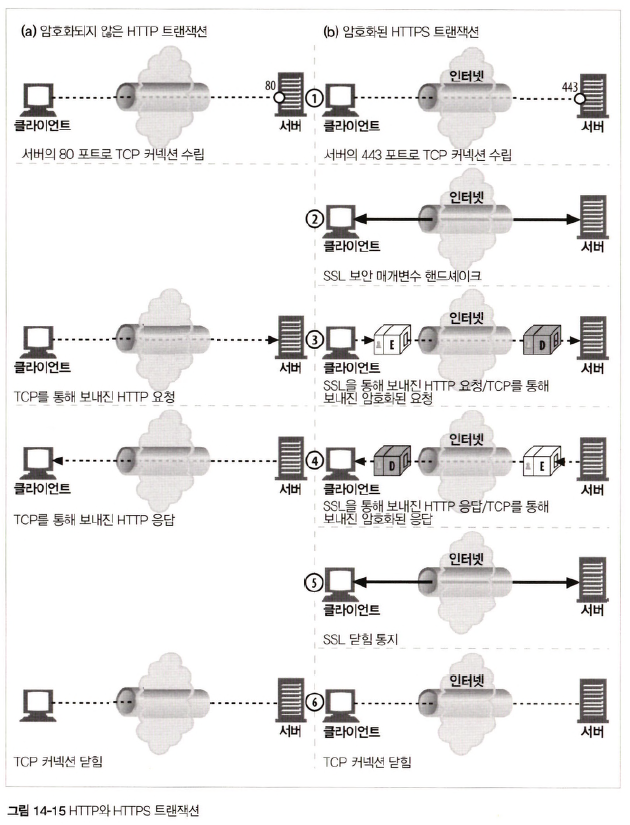 (a) 암호화되지 않은 HTTP 트랜잭션
(b) 암호화된 HTTPS 트랜잭션
80
클라이언트
서버
서버의 80 포트로 TCP 커넥션 수립
1
인터넷
443
클라이언트
서버
서버의 443 포트로 TCP 커넥션 수립
2
인터넷
클라이언트
서버
SSL 보안 매개변수 핸드셰이크
클라이언트
서버
TCP를 통해 보내진 HTTP 요청
3
인터넷
E
D
클라이언트
서버
SSL을 통해 보내진 HTTP 요청/TCP를 통해
보내진 암호화된 요청
클라이언트
서버
TCP를 통해 보내진 HTTP 응답
4
인터넷
D
E
클라이언트
서버
SSL을 통해 보내진 HTTP 응답/TCP를 통해
보내진 암호화된 응답
5
인터넷
클라이언트
서버
SSL 닫힘 통지
서버
TCP 커넥션 닫힘
6
인터넷
클라이언트
서버
TCP 커넥션 닫힘
그림 14-15 HTTP와 HTTPS 트랜잭션